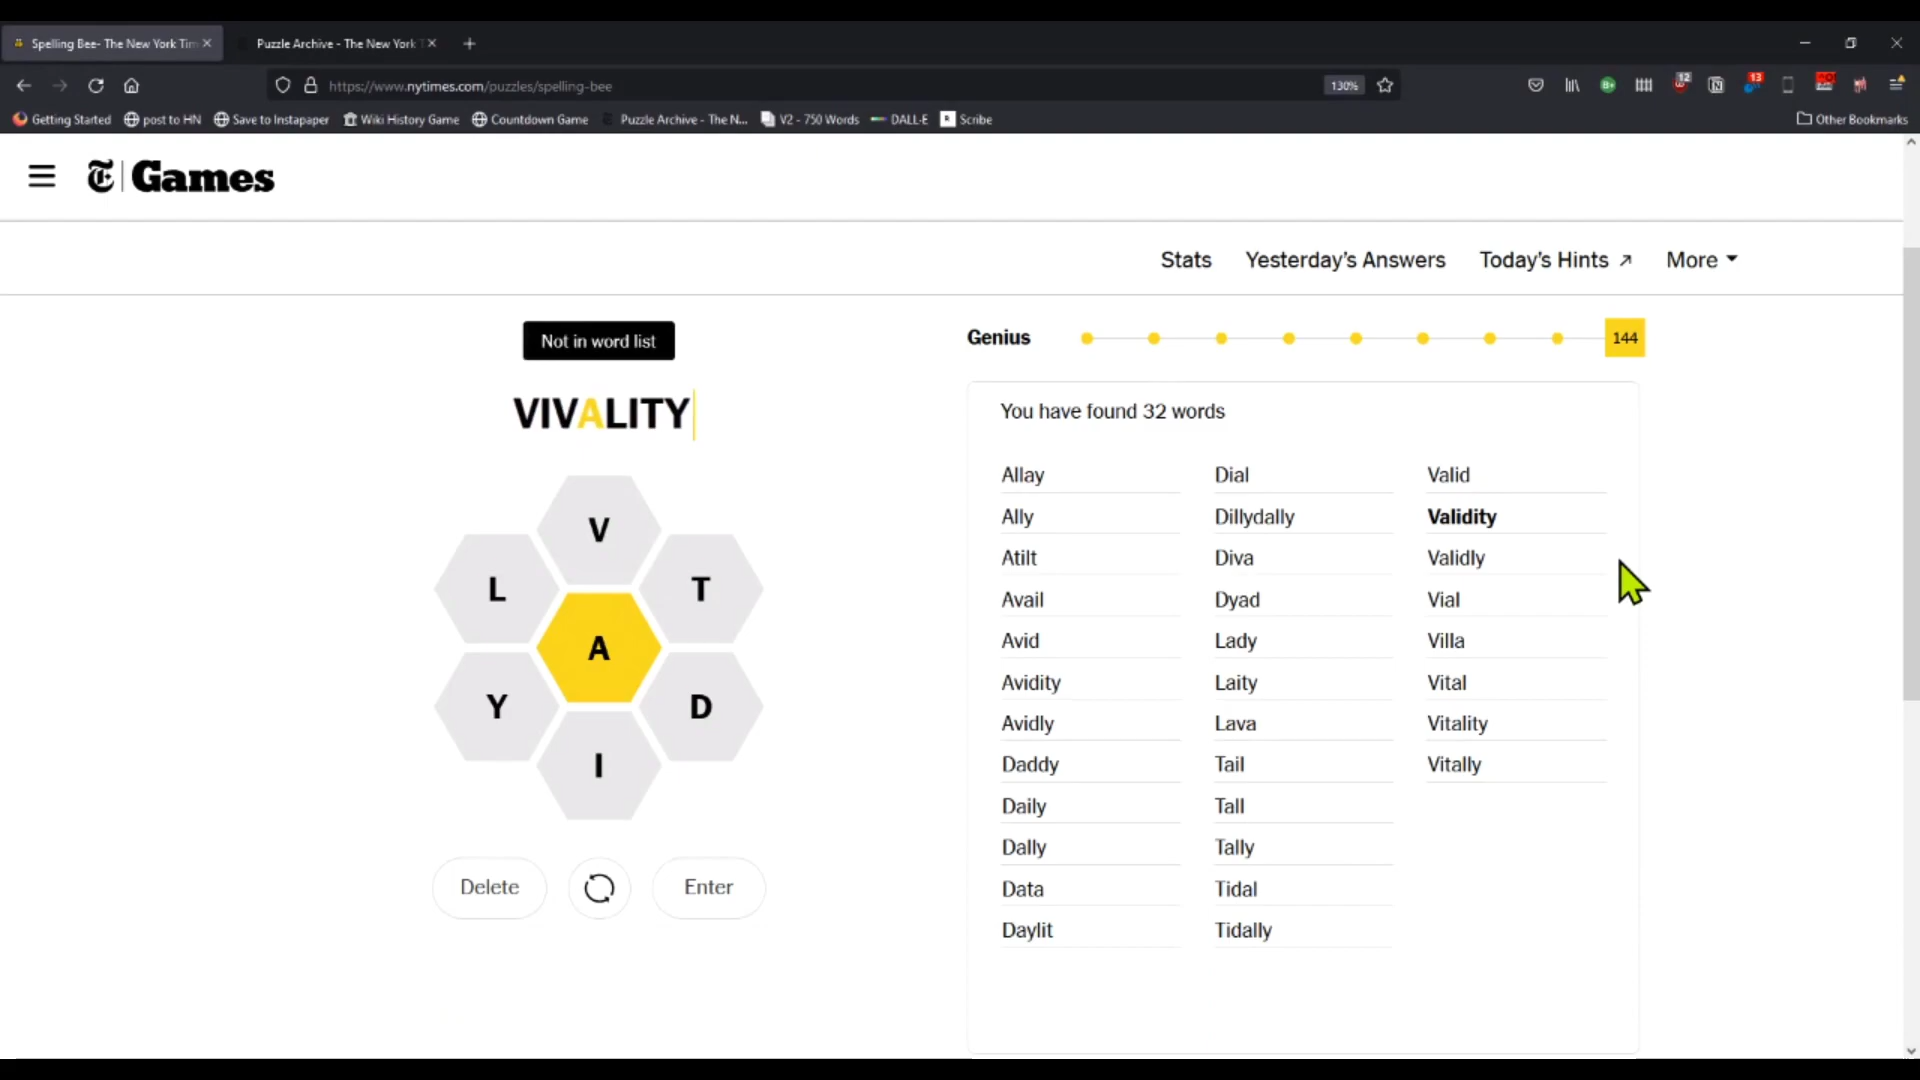 Spelling Bee- The New York Tim
Puzzle Archive - The New York T
https://www.nytimes.com/puzzles/spelling-bee
130%
12
13
Getting Started
post to HN
Save to Instapaper
Wiki History Game
Countdown Game
Puzzle Archive - The N...
V2 - 750 Words
DALL-E
Scribe
Other Bookmarks
T Games
Stats
Yesterday's Answers
Today's Hints
More
Not in word list
Genius
144
VIVALITY
You have found 32 words
V
L
T
A
Y
D
I
Delete
Enter
Allay
Ally
Atilt
Avail
Avid
Avidity
Avidly
Daddy
Daily
Dally
Data
Daylit
Dial
Dillydally
Diva
Dyad
Lady
Laity
Lava
Tail
Tall
Tally
Tidal
Tidally
Valid
Validity
Validly
Vial
Villa
Vital
Vitality
Vitally